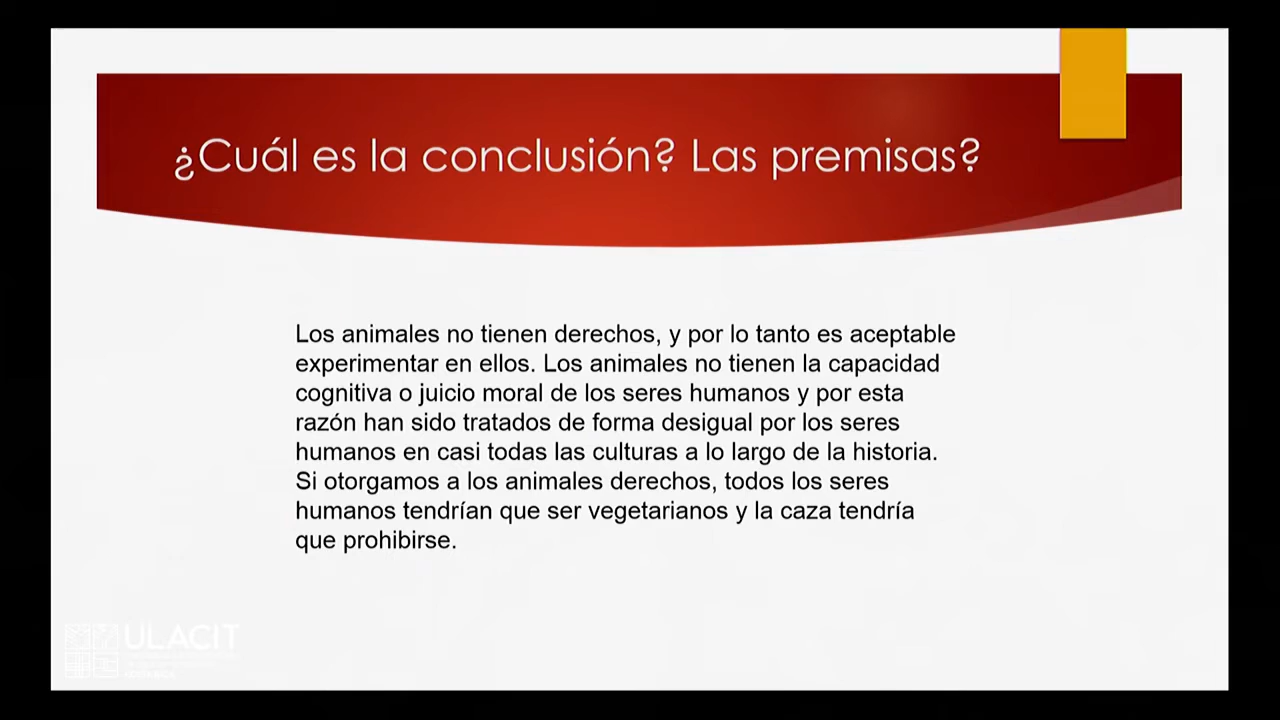 ¿Cuál es la conclusión? Las premisas?
Los animales no tienen derechos, y por lo tanto es aceptable
experimentar en ellos. Los animales no tienen la capacidad
cognitiva o juicio moral de los seres humanos y por esta
razón han sido tratados de forma desigual por los seres
humanos en casi todas las culturas a lo largo de la historia.
Si otorgamos a los animales derechos, todos los seres
humanos tendrían que ser vegetarianos y la caza tendría
que prohibirse.
ULACIT